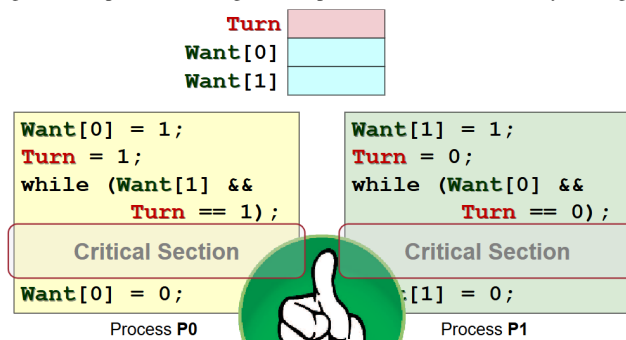 Turn
Want[0]
Want[1]
Want[0] = 1;
Turn = 1;
while (Want[1] &&
Turn == 1);
Critical Section
Want[0] = 0;
Process P0
Want[1] = 1;
Turn = 0;
while (Want[0] &&
Turn == 0);
Critical Section
[1] = 0;
Process P1